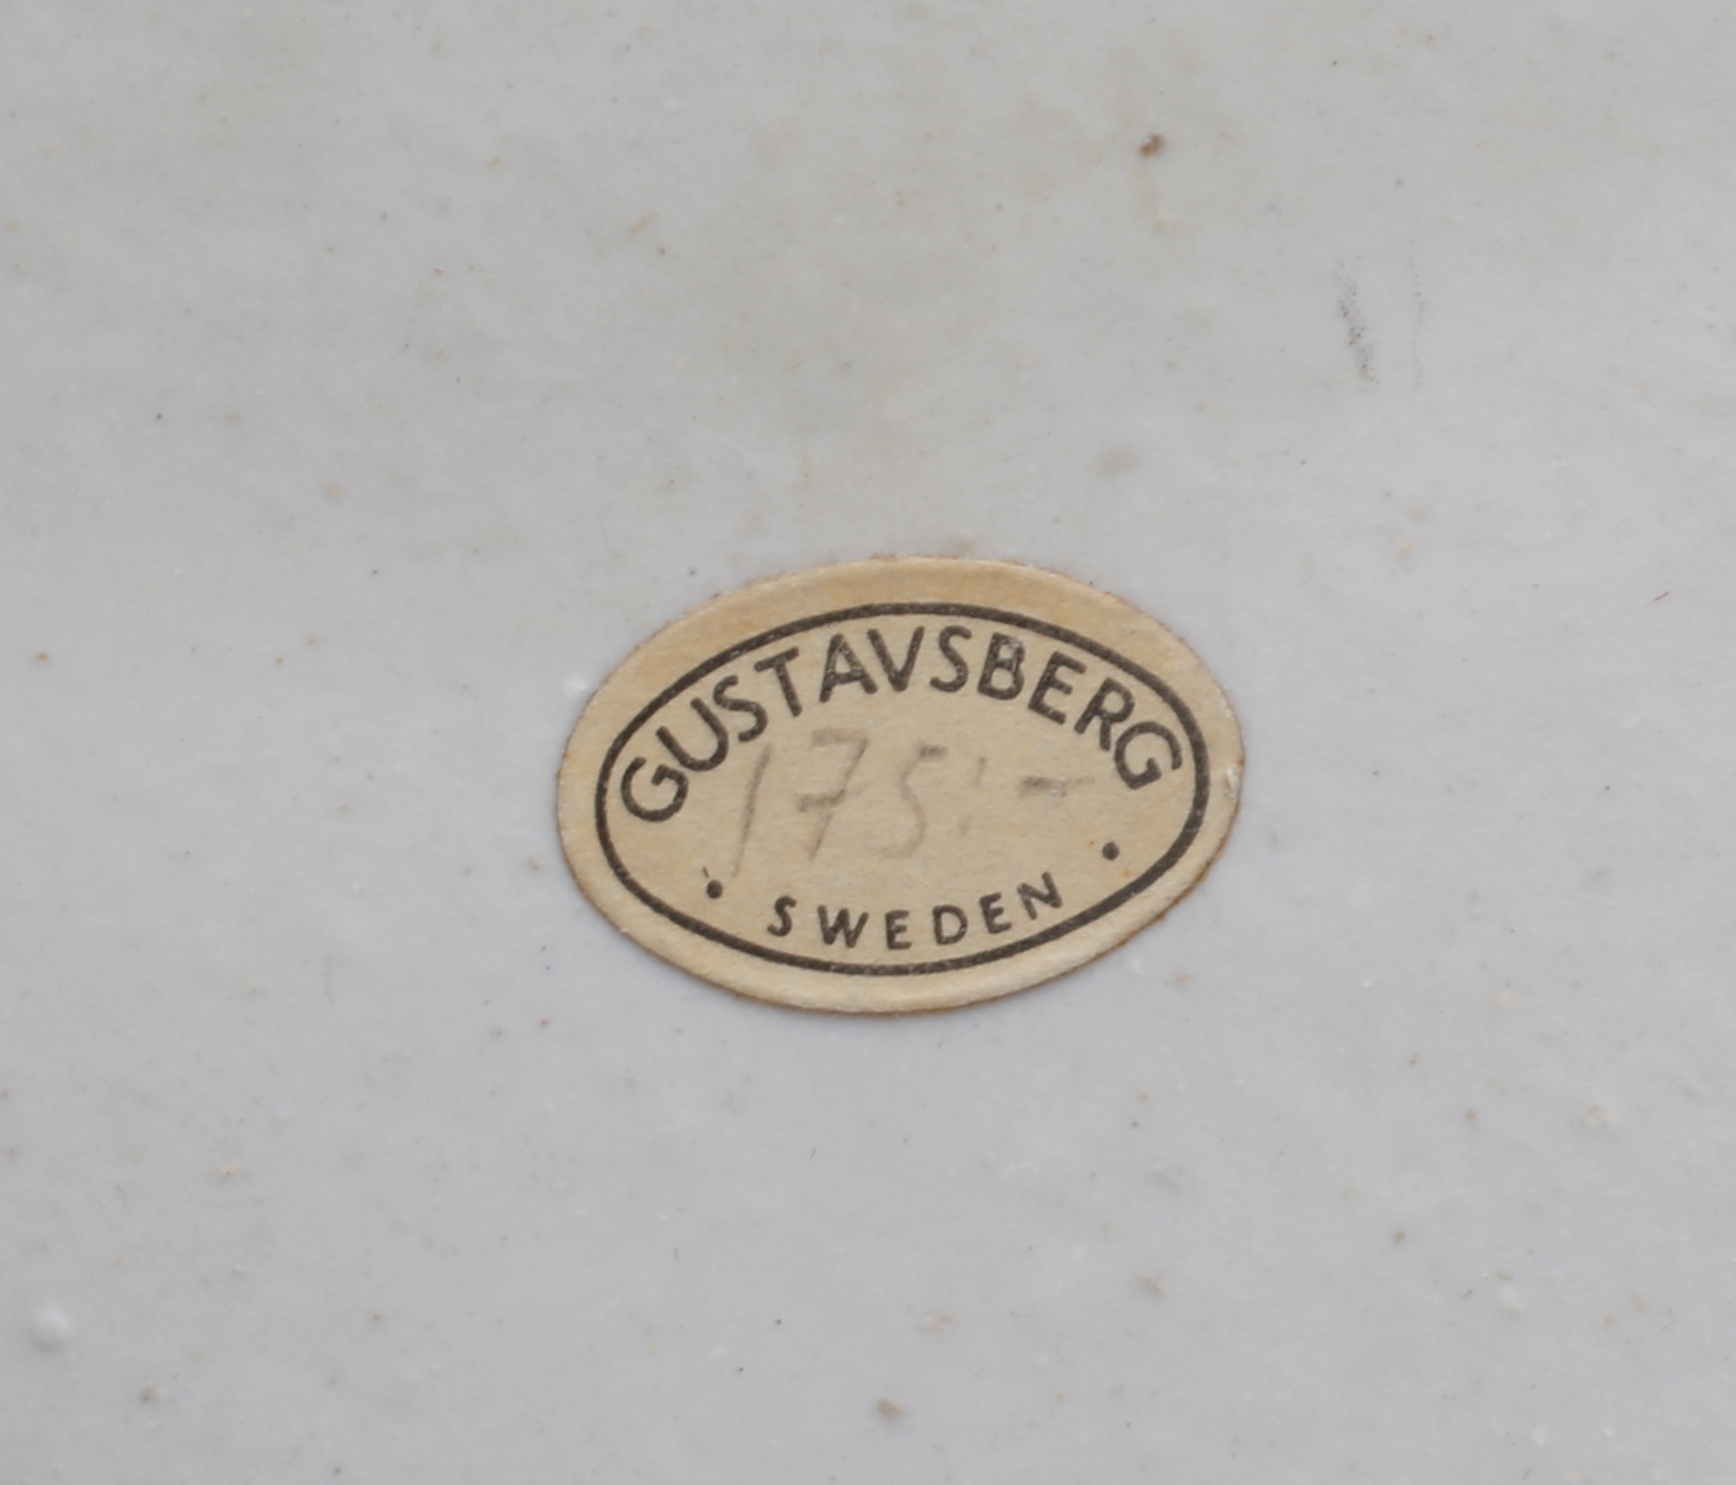 GUSTAVSBERG
175:-
• SWEDEN •